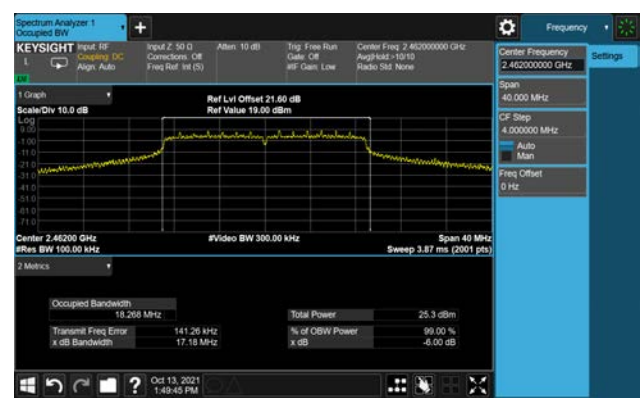 Spectrum Analyzer 1
Occupied BW
Frequency
KEYSIGHT
L
Input: RF
Coupling: DC
Align: Auto
Input Z: 50 Ω
Corrections: Off
Freq Ref: Int (S)
Atten: 10 dB
Trig: Free Run
Gate: Off
#IF Gain: Low
Center Freq: 2.462000000 GHz
Avg|Hold:>10/10
Radio Std: None
Center Frequency
2.462000000 GHz
Settings
Span
40.000 MHz
CF Step
4.000000 MHz
Auto
Man
Freq Offset
0 Hz
1 Graph
Scale/Div 10.0 dB
Ref Lvl Offset 21.60 dB
Ref Value 19.00 dBm
Log
9.00
-1.00
-11.0
-21.0
-31.0
-41.0
-51.0
-61.0
-71.0
Center 2.46200 GHz
#Res BW 100.00 kHz
#Video BW 300.00 kHz
Span 40 MHz
Sweep 3.87 ms (2001 pts)
2 Metrics
Occupied Bandwidth
18.268 MHz
Total Power 25.3 dBm
Transmit Freq Error 141.26 kHz
% of OBW Power 99.00 %
x dB Bandwidth 17.18 MHz
x dB -6.00 dB
?
Oct 13, 2021
1:49:45 PM